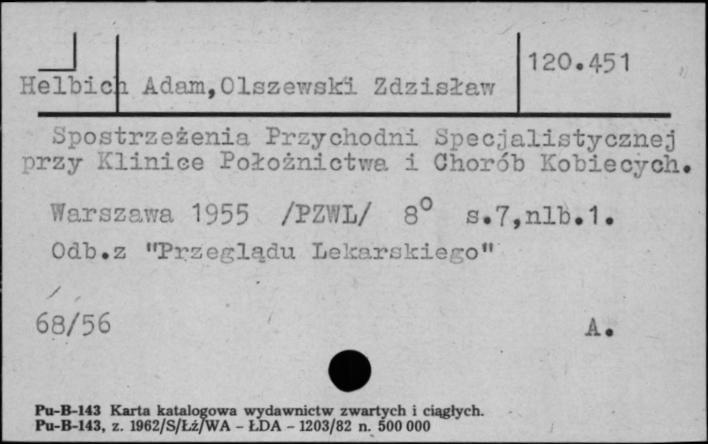 120.451
Helbich Adam,Olszewski Zdzisław
Spostrzeżenia Przychodni Specjalistycznej
przy Klinice Położnictwa i Chorób Kobiecych.
Warszawa 1955 /PZWL/ 8° s.7,nlb.1.
Odb.z "Przeglądu Lekarskiego"
68/56 A.
Pu-B-143 Karta katalogowa wydawnictw zwartych i ciągłych.
Pu-B-143, z. 1962/S/Łź/WA - ŁDA - 1203/82 n. 500 000